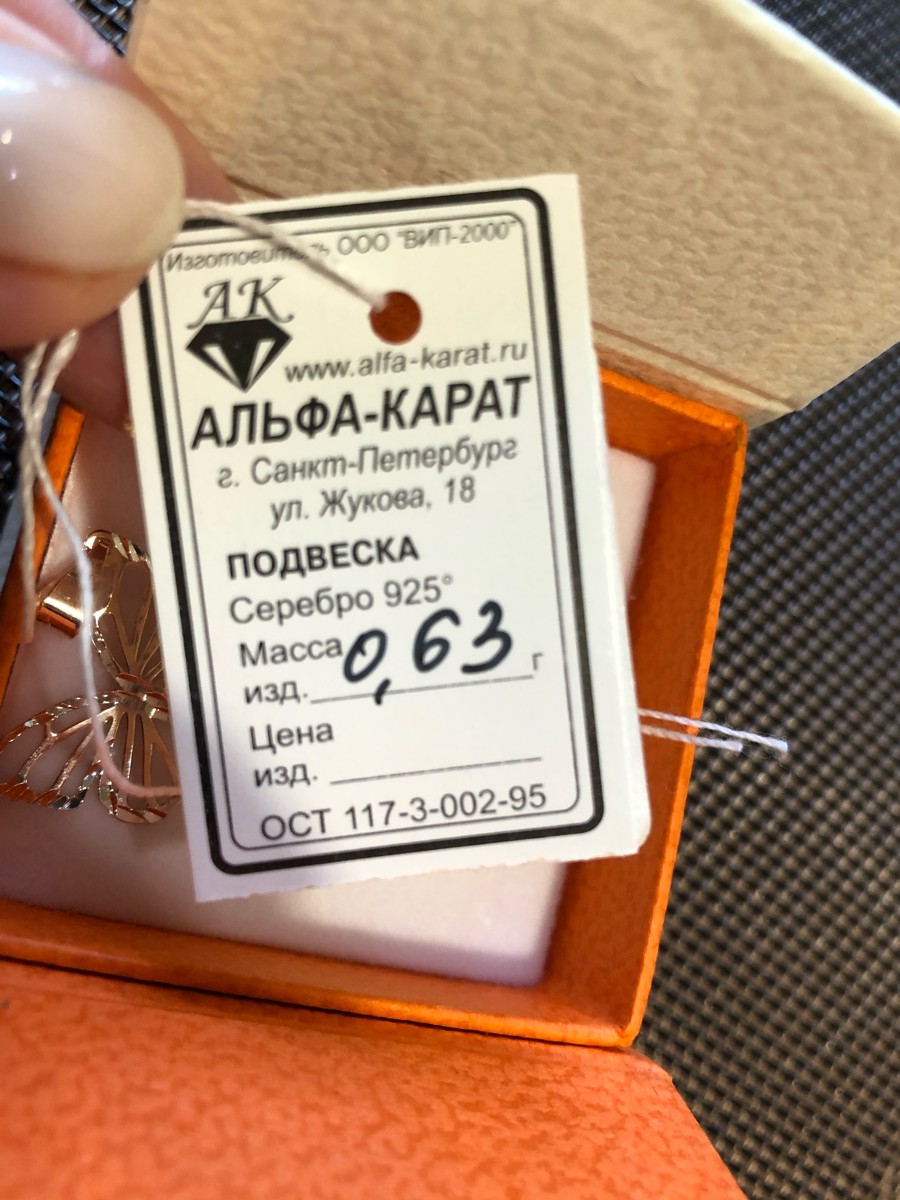 Изготовитель ООО "ВИП-2000"
АК
www.alfa-karat.ru
АЛЬФА-КАРАТ
г. Санкт-Петербург
ул. Жукова, 18
ПОДВЕСКА
Серебро 925°
Масса
изд. 0,63 г
Цена
изд.
ОСТ 117-3-002-95